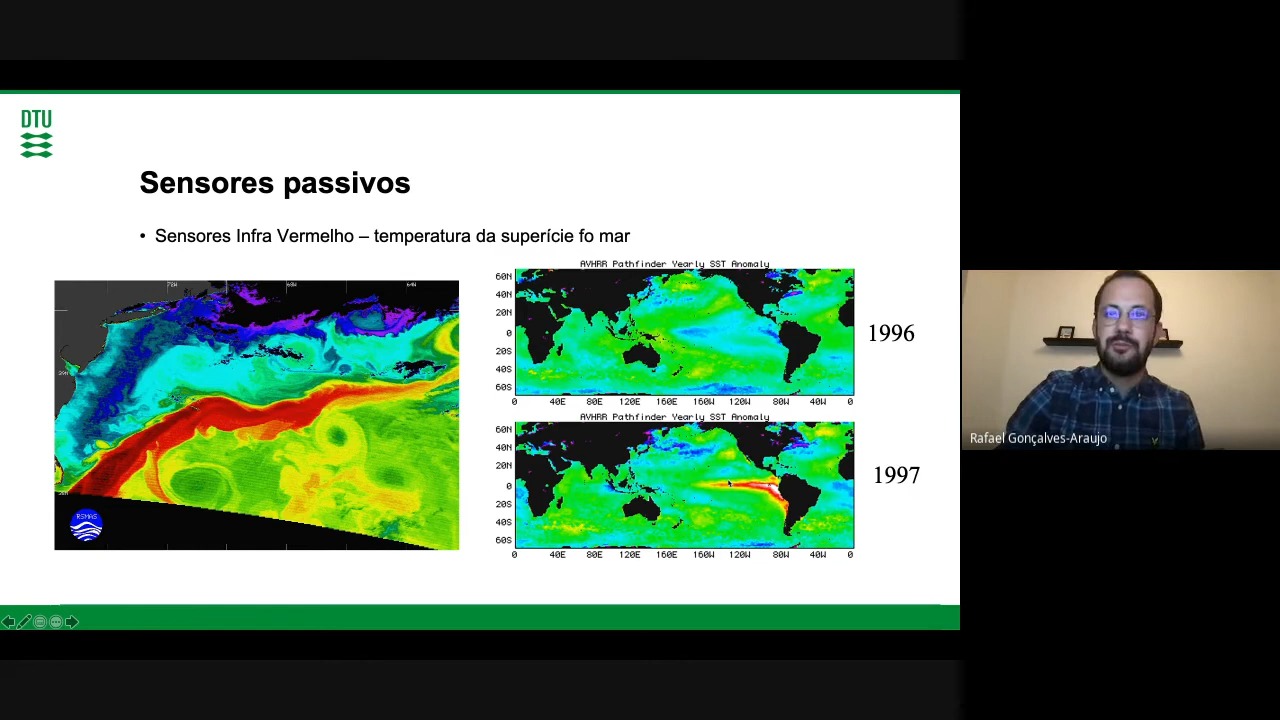 DTU
Sensores passivos
• Sensores Infra Vermelho – temperatura da superície fo mar
AVHRR Pathfinder Yearly SST Anomaly
60N
40N
20N
0
20S
40S
60S
0 40E 80E 120E 160E 160W 120W 80W 40W 0
1996
AVHRR Pathfinder Yearly SST Anomaly
60N
40N
20N
0
20S
40S
60S
0 40E 80E 120E 160E 160W 120W 80W 40W 0
1997
RSMAS
Rafael Gonçalves-Araujo